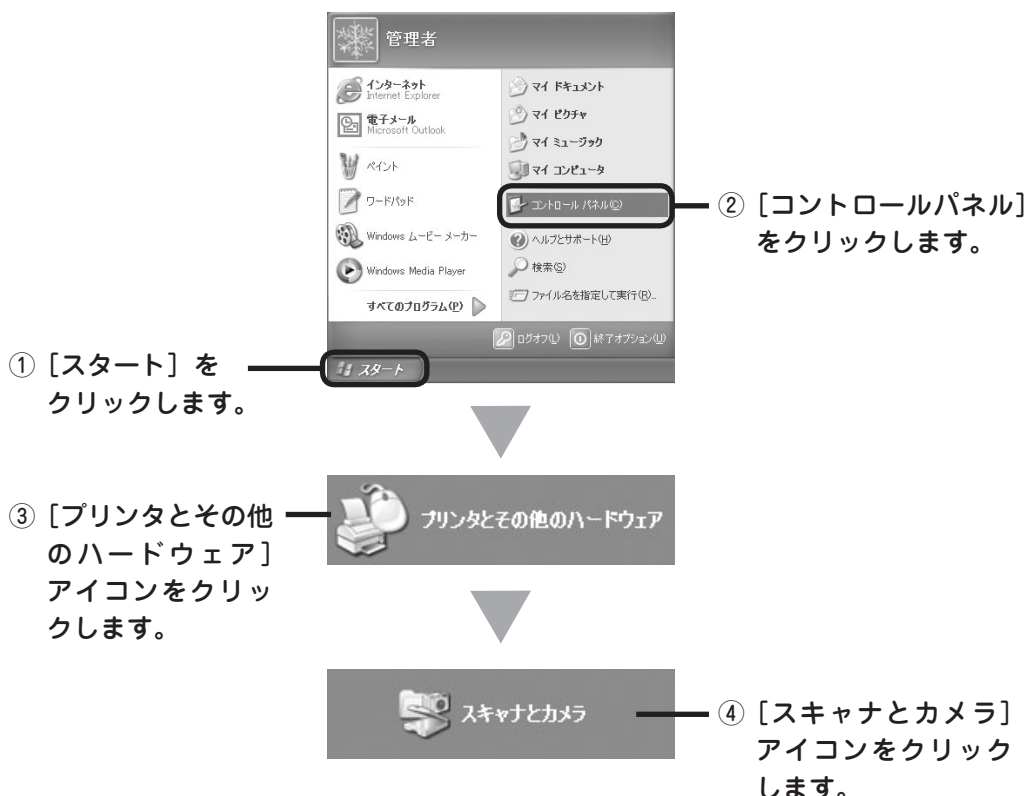 管理者
インターネット
Internet Explorer
電子メール
Microsoft Outlook
ペイント
ワードパッド
Windows ムービー メーカー
Windows Media Player
すべてのプログラム(P)
マイ ドキュメント
マイ ピクチャ
マイ ミュージック
マイ コンピュータ
コントロール パネル(C)
ヘルプとサポート(H)
検索(S)
ファイル名を指定して実行(R)...
ログオフ(L)
終了オプション(U)
スタート
① [スタート] を
クリックします。
② [コントロールパネル]
をクリックします。
③ [プリンタとその他
のハードウェア]
アイコンをクリッ
クします。
プリンタとその他のハードウェア
スキャナとカメラ
④ [スキャナとカメラ]
アイコンをクリック
します。